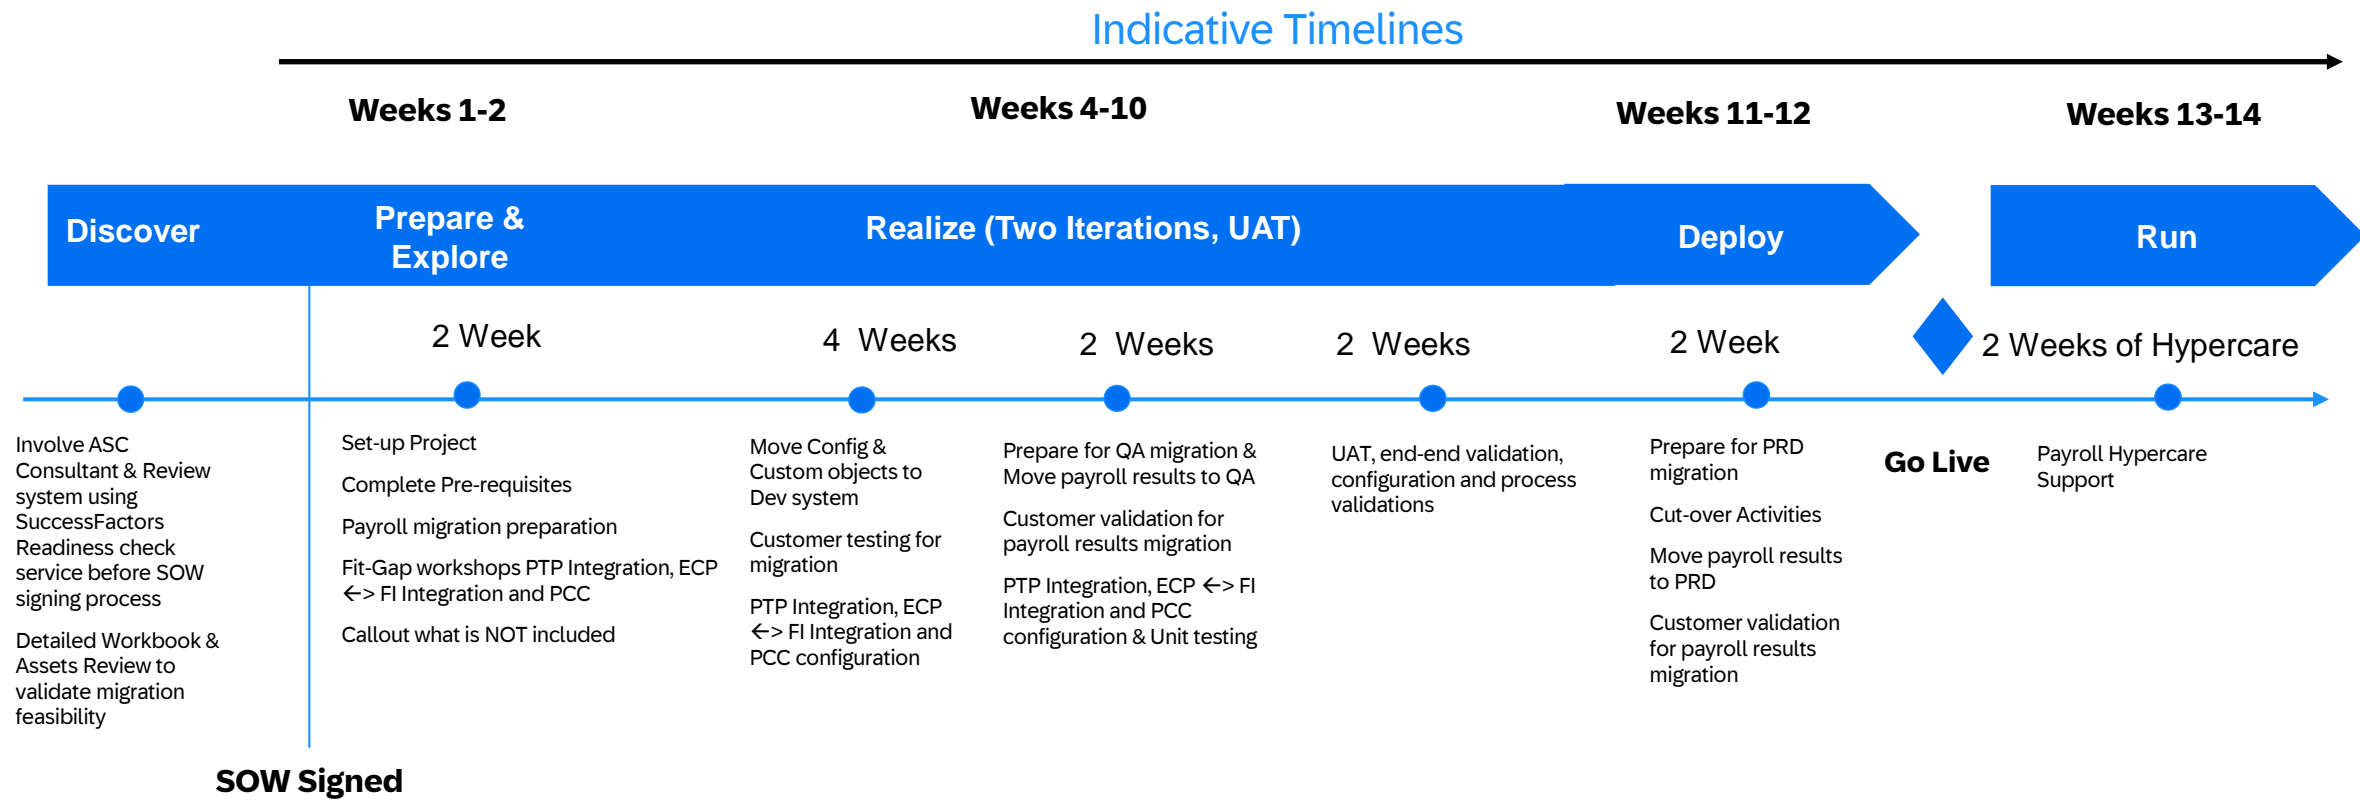 Indicative Timelines
Weeks 1-2
Weeks 4-10
Weeks 11-12
Weeks 13-14
Discover
Prepare &
Explore
Realize (Two Iterations, UAT)
Deploy
Run
2 Week
4 Weeks
2 Weeks
2 Weeks
2 Week
2 Weeks of Hypercare
Involve ASC
Consultant & Review
system using
SuccessFactors
Readiness check
service before SOW
signing process
Detailed Workbook &
Assets Review to
validate migration
feasibility
SOW Signed
Set-up Project
Complete Pre-requisites
Payroll migration preparation
Fit-Gap workshops PTP Integration, ECP
←> FI Integration and PCC
Callout what is NOT included
Move Config &
Custom objects to
Dev system
Customer testing for
migration
PTP Integration, ECP
←> FI Integration and
PCC configuration
Prepare for QA migration &
Move payroll results to QA
Customer validation for
payroll results migration
PTP Integration, ECP ←> FI
Integration and PCC
configuration & Unit testing
UAT, end-end validation,
configuration and process
validations
Prepare for PRD
migration
Cut-over Activities
Move payroll results
to PRD
Customer validation
for payroll results
migration
Go Live
Payroll Hypercare
Support